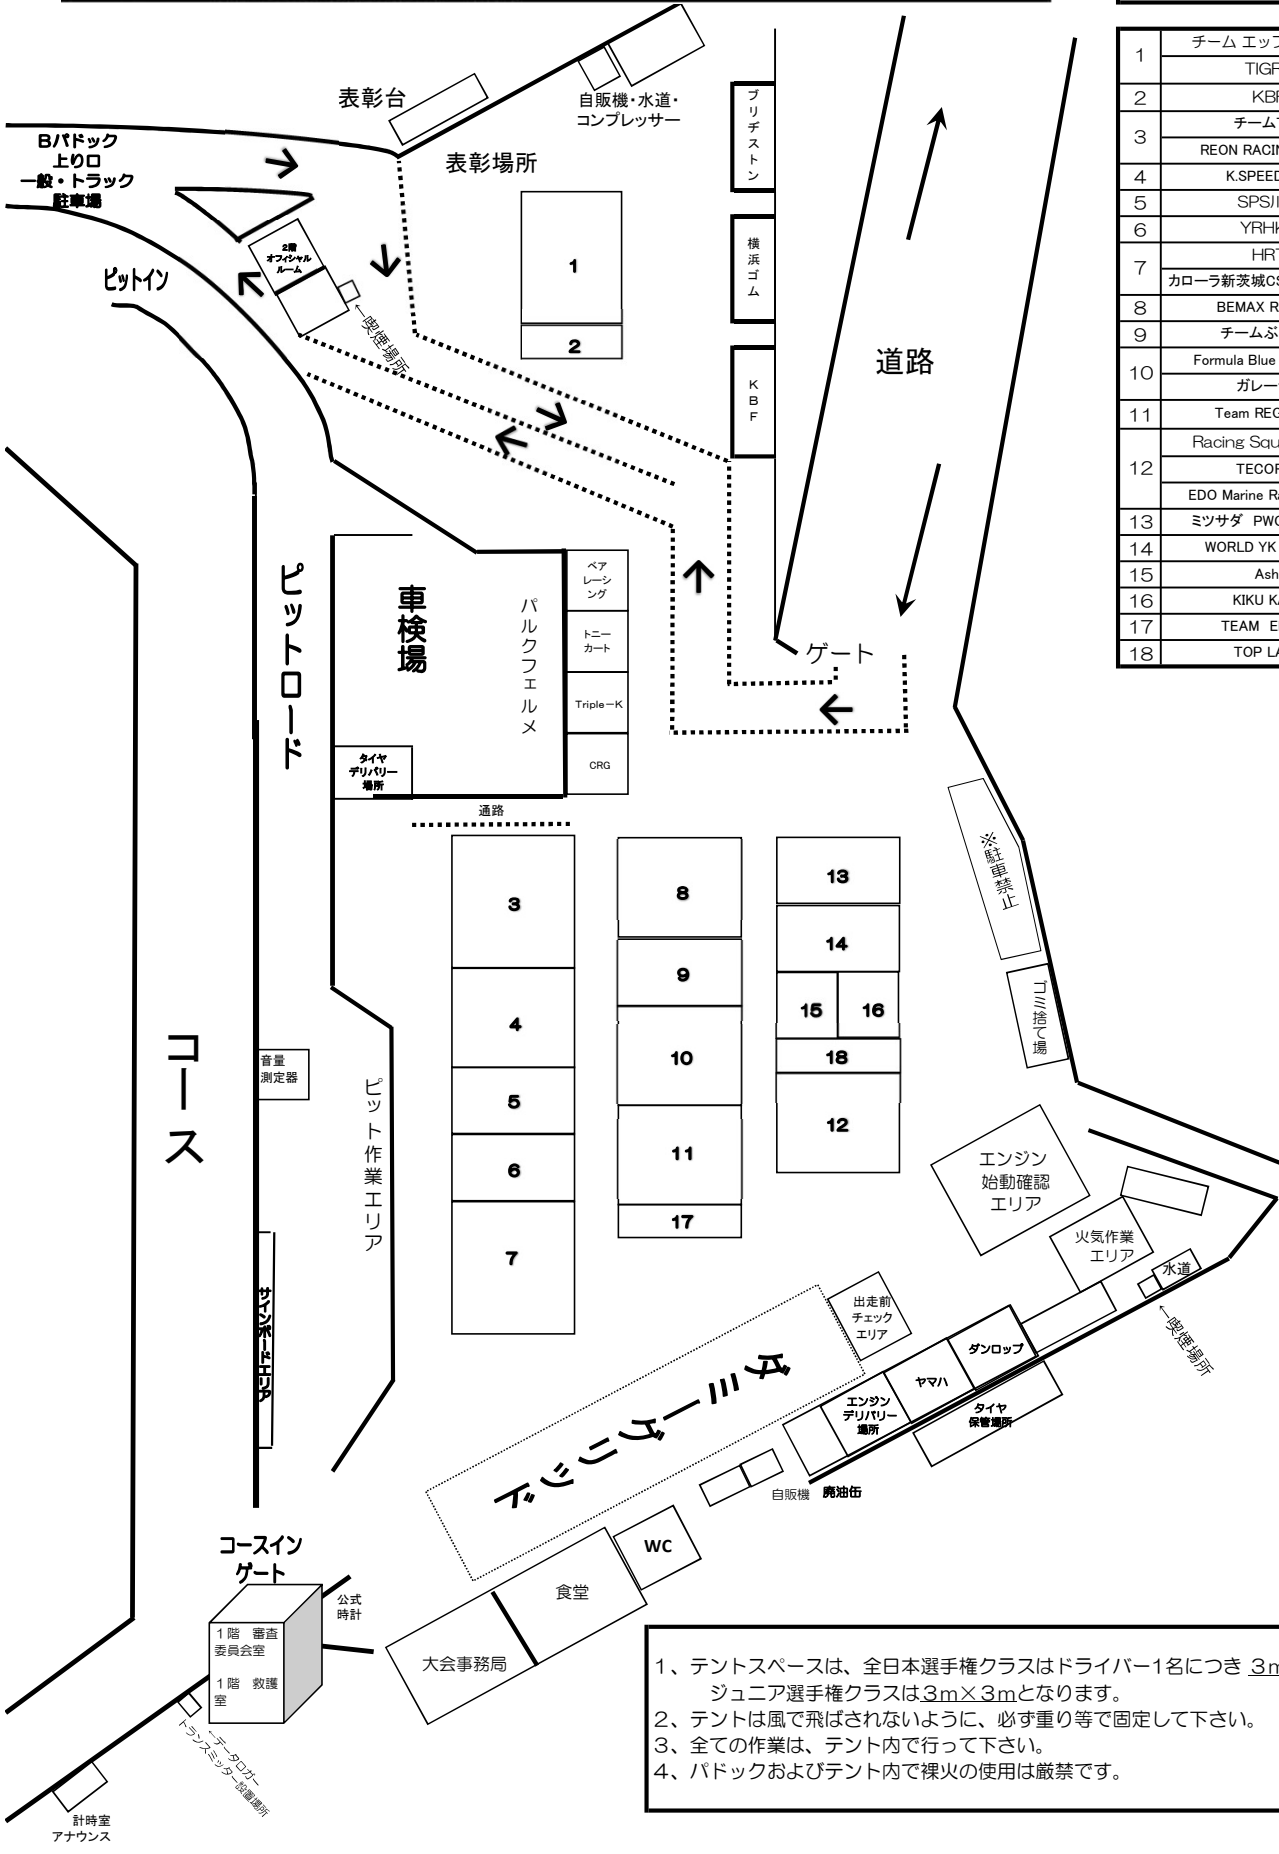 表彰台
自販機・水道・
コンプレッサー
Bパドック
上り口
一般・トラック
駐車場
表彰場所
ピットイン
2階
オフィシャル
ルーム
←喫煙場所
1
2
ブリヂストン
横浜ゴム
KBF
道路
ゲート
1
チーム エッフ
TIGR
2
KBF
3
チーム
REON RACIN
4
K.SPEED
5
SPS川
6
YRHK
7
HRT
カローラ新茨城CS
8
BEMAX R
9
チームぶ
10
Formula Blue
ガレー
11
Team REG
12
Racing Squ
TECOR
EDO Marine Ra
13
ミツサダ PWG
14
WORLD YK
15
Ash
16
KIKU K
17
TEAM E
18
TOP LA
ピットロード
車検場
パルクフェルメ
ベア
レーシ
ング
トニー
カート
Triple-K
CRG
タイヤ
デリバリー
場所
通路
3
4
5
6
7
8
9
10
11
17
13
14
15
16
18
12
※駐車禁止
ゴミ捨て場
コース
音量
測定器
ピット作業エリア
サインボードエリア
エンジン
始動確認
エリア
火気作業
エリア
水道
←喫煙場所
出走前
チェック
エリア
ダミーグリッド
ダンロップ
ヤマハ
エンジン
デリバリー
場所
タイヤ
保管場所
自販機
廃油缶
WC
食堂
大会事務局
コースイン
ゲート
公式
時計
1階 審査
委員会室
1階 救護
室
←データロガー
トランスミッター設置場所
計時室
アナウンス
1、テントスペースは、全日本選手権クラスはドライバー1名につき 3m
ジュニア選手権クラスは3m×3mとなります。
2、テントは風で飛ばされないように、必ず重り等で固定して下さい。
3、全ての作業は、テント内で行って下さい。
4、パドックおよびテント内で裸火の使用は厳禁です。